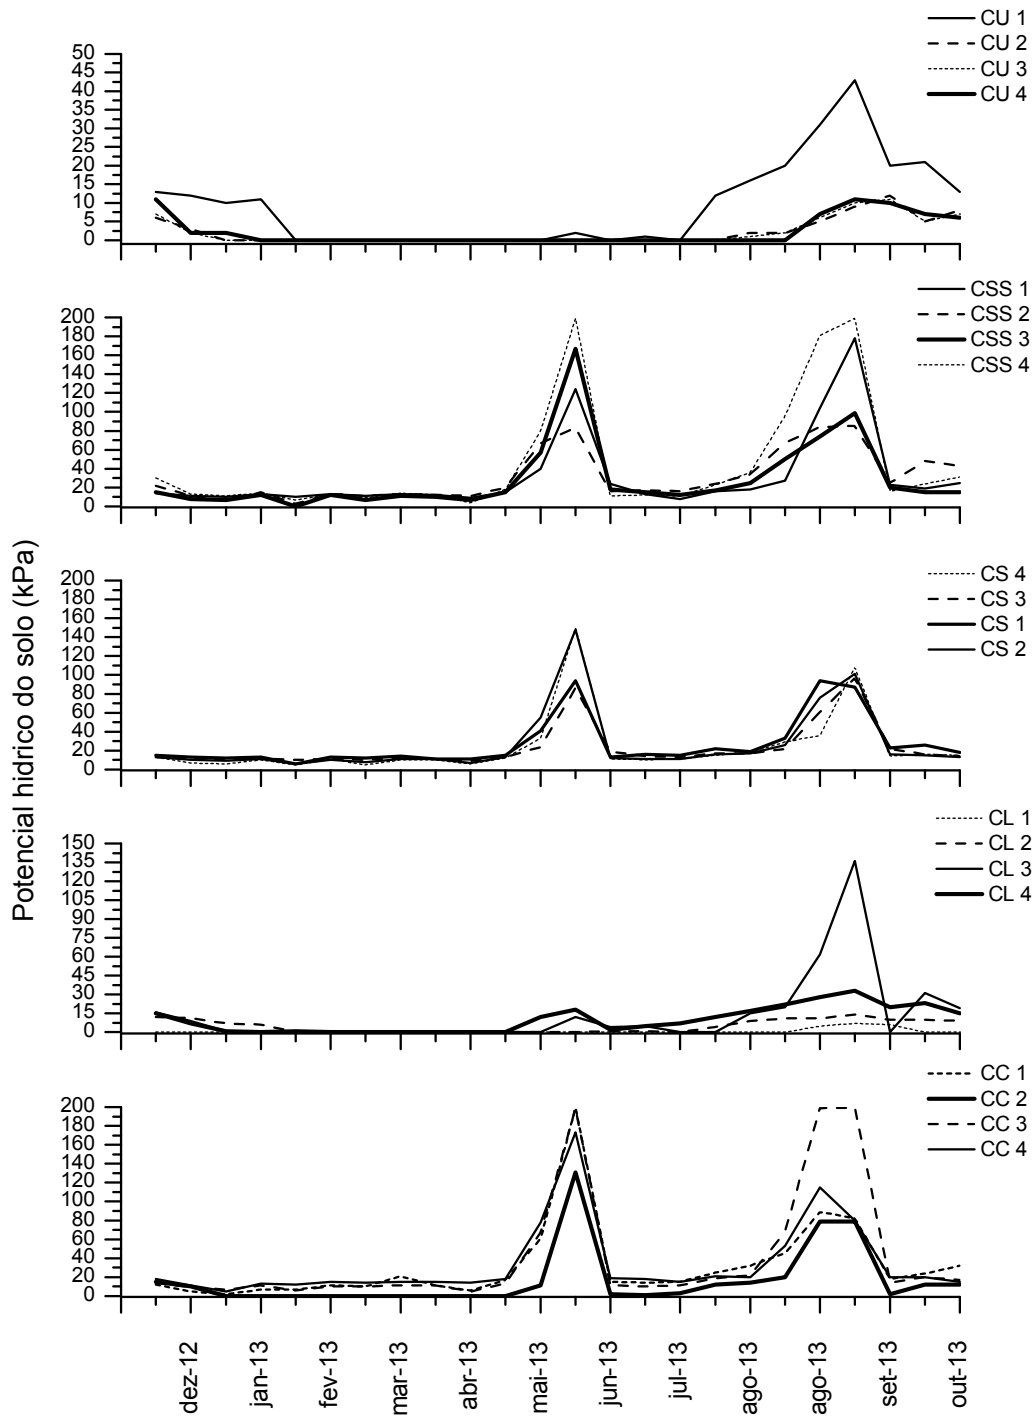 CU 1
CU 2
CU 3
CU 4
50
45
40
35
30
25
20
15
10
5
0
CSS 1
CSS 2
CSS 3
CSS 4
200
180
160
140
120
100
80
60
40
20
0
Potencial hidrico do solo (kPa)
CS 4
CS 3
CS 1
CS 2
200
180
160
140
120
100
80
60
40
20
0
CL 1
CL 2
CL 3
CL 4
150
135
120
105
90
75
60
45
30
15
0
CC 1
CC 2
CC 3
CC 4
200
180
160
140
120
100
80
60
40
20
0
dez-12
jan-13
fev-13
mar-13
abr-13
mai-13
jun-13
jul-13
ago-13
ago-13
set-13
out-13